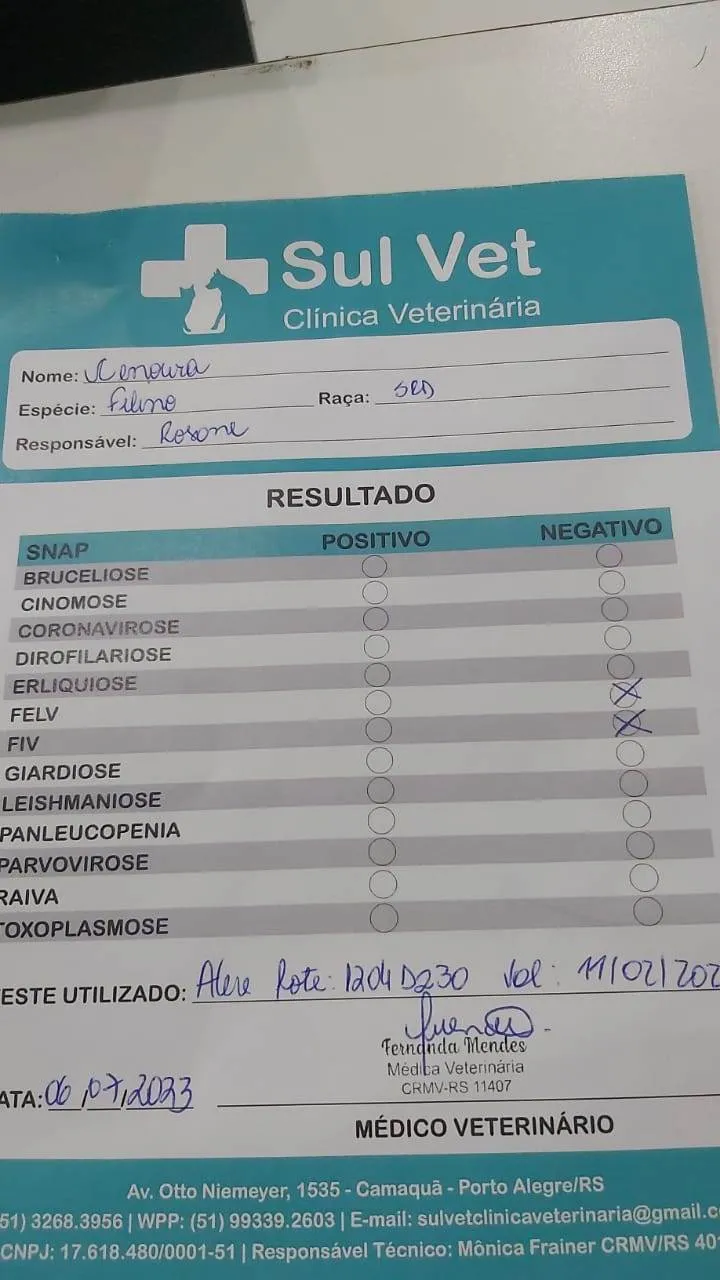 Sul Vet
Clínica Veterinária
Nome: Cenoura
Espécie: Felino Raça: SRD
Responsável: Rosane
RESULTADO
SNAP POSITIVO NEGATIVO
BRUCELIOSE
CINOMOSE
CORONAVIROSE
DIROFILARIOSE
ERLIQUIOSE
FELV X
FIV X
GIARDIOSE
LEISHMANIOSE
PANLEUCOPENIA
PARVOVIROSE
RAIVA
TOXOPLASMOSE
ESTE UTILIZADO: Alere Lote: 1204D230 Val: 11/02/202
Fernanda Mendes
Médica Veterinária
CRMV-RS 11407
ATA: 06/07/2023
MÉDICO VETERINÁRIO
Av. Otto Niemeyer, 1535 - Camaquã - Porto Alegre/RS
51) 3268.3956 | WPP: (51) 99339.2603 | E-mail: sulvetclinicaveterinaria@gmail.c
CNPJ: 17.618.480/0001-51 | Responsável Técnico: Mônica Frainer CRMV/RS 40